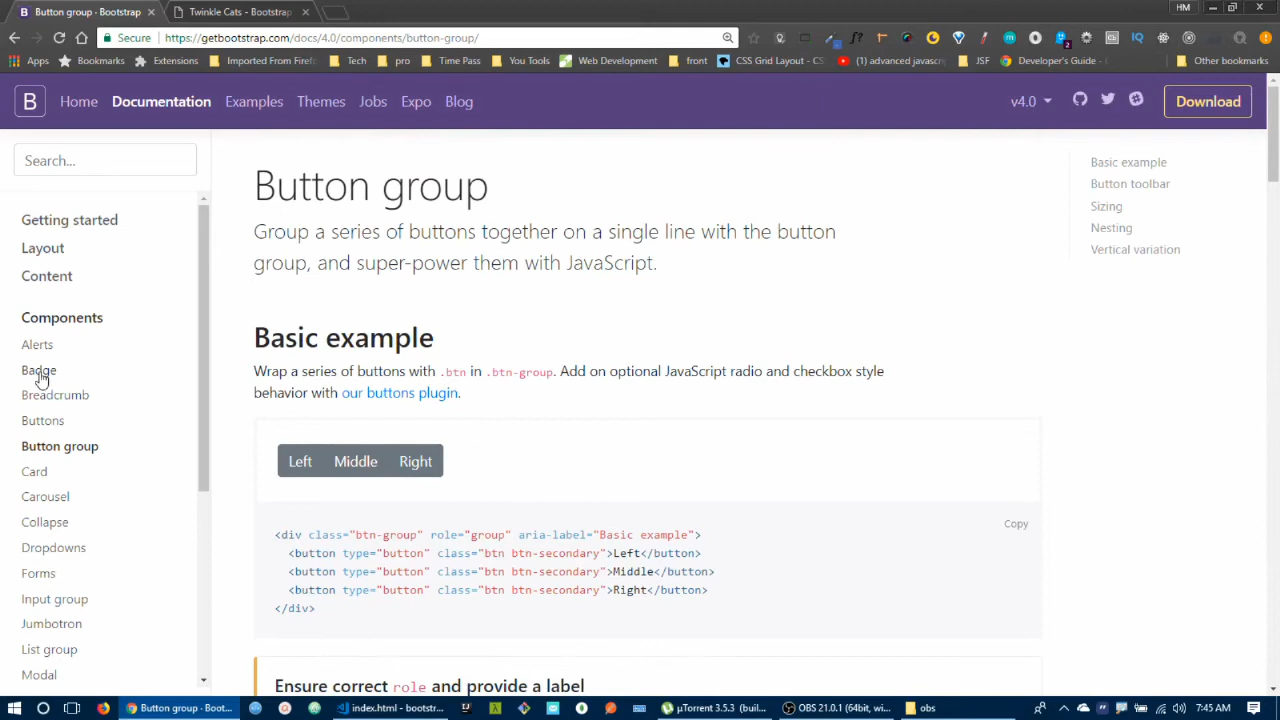 Button group · Bootstrap
Twinkle Cats - Bootstrap
HM
Secure
https://getbootstrap.com/docs/4.0/components/button-group/
Apps
Bookmarks
Extensions
Imported From Firef
Tech
pro
Time Pass
You Tools
Web Development
front
CSS Grid Layout - CS
(1) advanced javascr
JSF
Developer's Guide -
Other bookmarks
B
Home
Documentation
Examples
Themes
Jobs
Expo
Blog
v4.0
Download
Search...
Getting started
Layout
Content
Components
Alerts
Badge
Breadcrumb
Buttons
Button group
Card
Carousel
Collapse
Dropdowns
Forms
Input group
Jumbotron
List group
Modal
Button group
Group a series of buttons together on a single line with the button
group, and super-power them with JavaScript.
Basic example
Wrap a series of buttons with .btn in .btn-group. Add on optional JavaScript radio and checkbox style
behavior with our buttons plugin.
Left Middle Right
Copy
<div class="btn-group" role="group" aria-label="Basic example">
<button type="button" class="btn btn-secondary">Left</button>
<button type="button" class="btn btn-secondary">Middle</button>
<button type="button" class="btn btn-secondary">Right</button>
</div>
Ensure correct role and provide a label
Basic example
Button toolbar
Sizing
Nesting
Vertical variation
Button group · Boot...
index.html - bootstr...
µTorrent 3.5.3 (buil...
OBS 21.0.1 (64bit, wi...
obs
7:45 AM